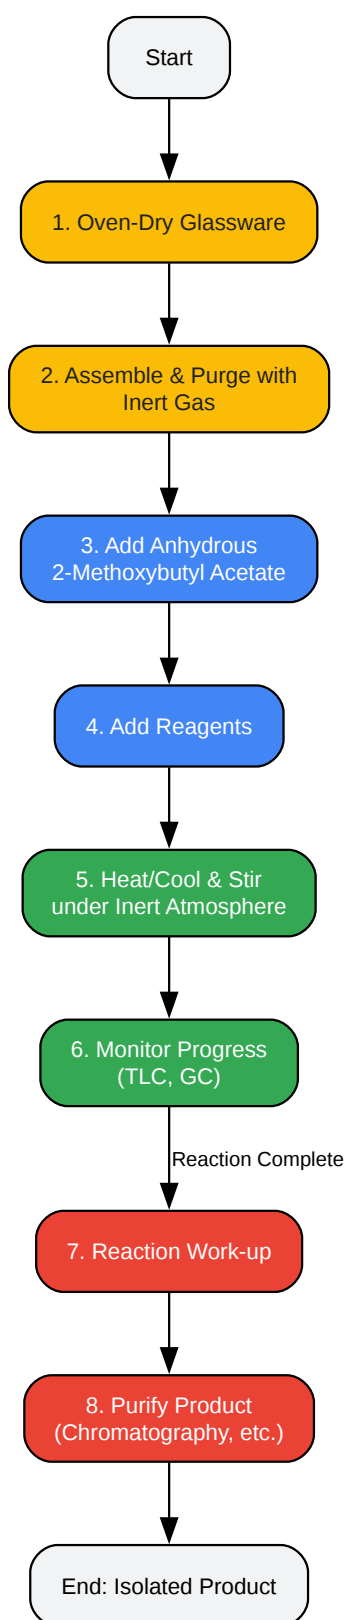 Start
1. Oven-Dry Glassware
2. Assemble & Purge with
Inert Gas
3. Add Anhydrous
2-Methoxybutyl Acetate
4. Add Reagents
5. Heat/Cool & Stir
under Inert Atmosphere
6. Monitor Progress
(TLC, GC)
Reaction Complete
7. Reaction Work-up
8. Purify Product
(Chromatography, etc.)
End: Isolated Product